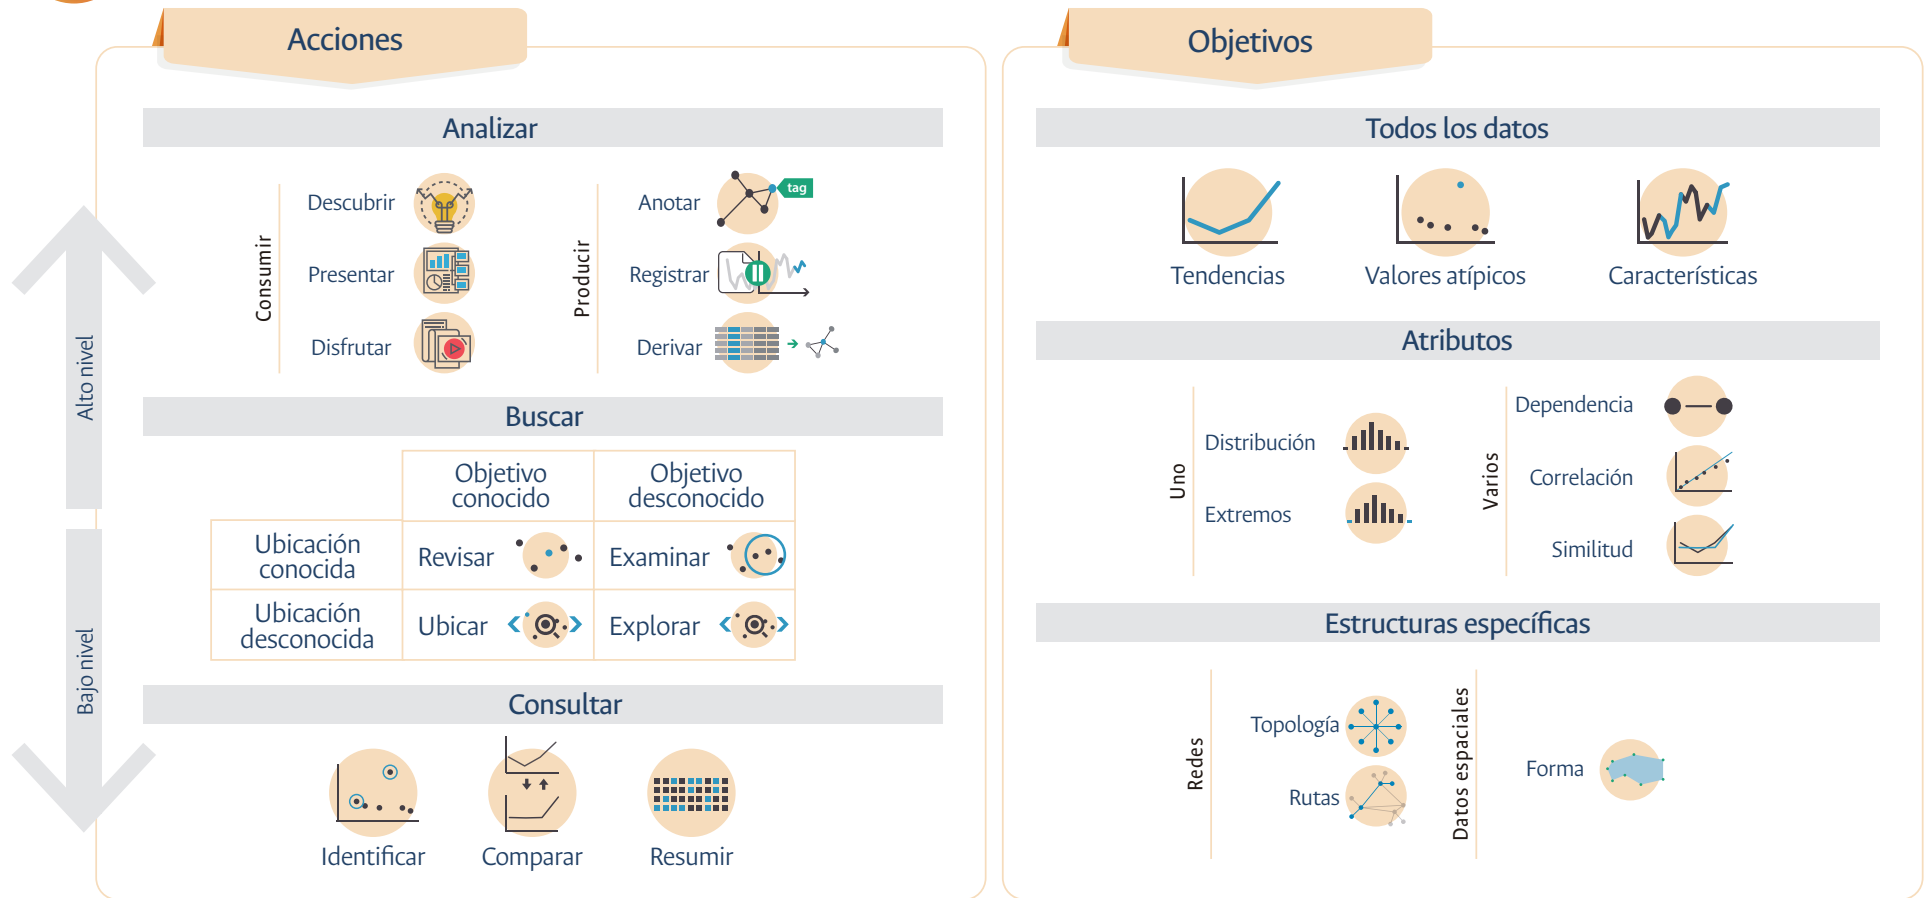 Acciones
Analizar
Consumir
Descubrir
Presentar
Disfrutar
Producir
Anotar
tag
Registrar
Derivar
Alto nivel
Buscar
Objetivo
conocido
Objetivo
desconocido
Ubicación
conocida
Revisar
Examinar
Ubicación
desconocida
Ubicar
Explorar
Bajo nivel
Consultar
Identificar
Comparar
Resumir
Objetivos
Todos los datos
Tendencias
Valores atípicos
Características
Atributos
Uno
Distribución
Extremos
Varios
Dependencia
Correlación
Similitud
Estructuras específicas
Redes
Topología
Rutas
Datos espaciales
Forma